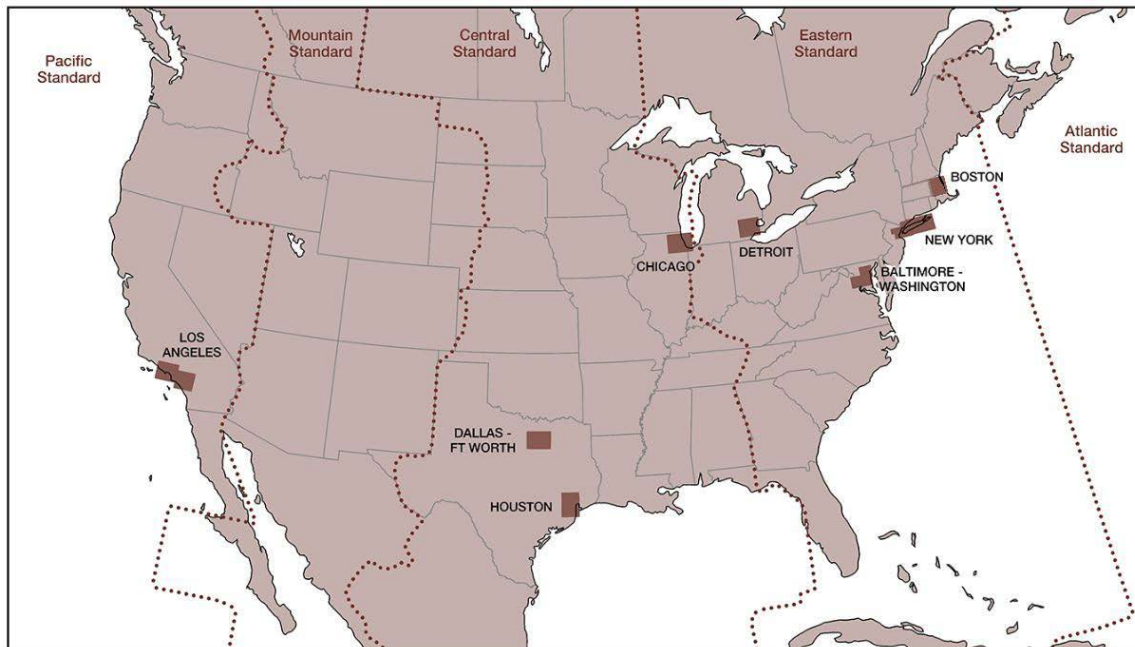 Pacific
Standard
Mountain
Standard
Central
Standard
Eastern
Standard
Atlantic
Standard
BOSTON
NEW YORK
DETROIT
CHICAGO
BALTIMORE -
WASHINGTON
LOS
ANGELES
DALLAS -
FT WORTH
HOUSTON